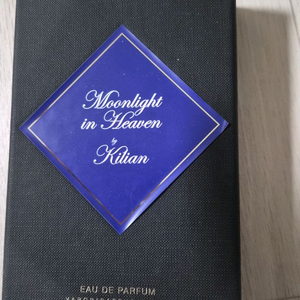 Moonlight
in Heaven
by
Kilian
EAU DE PARFUM